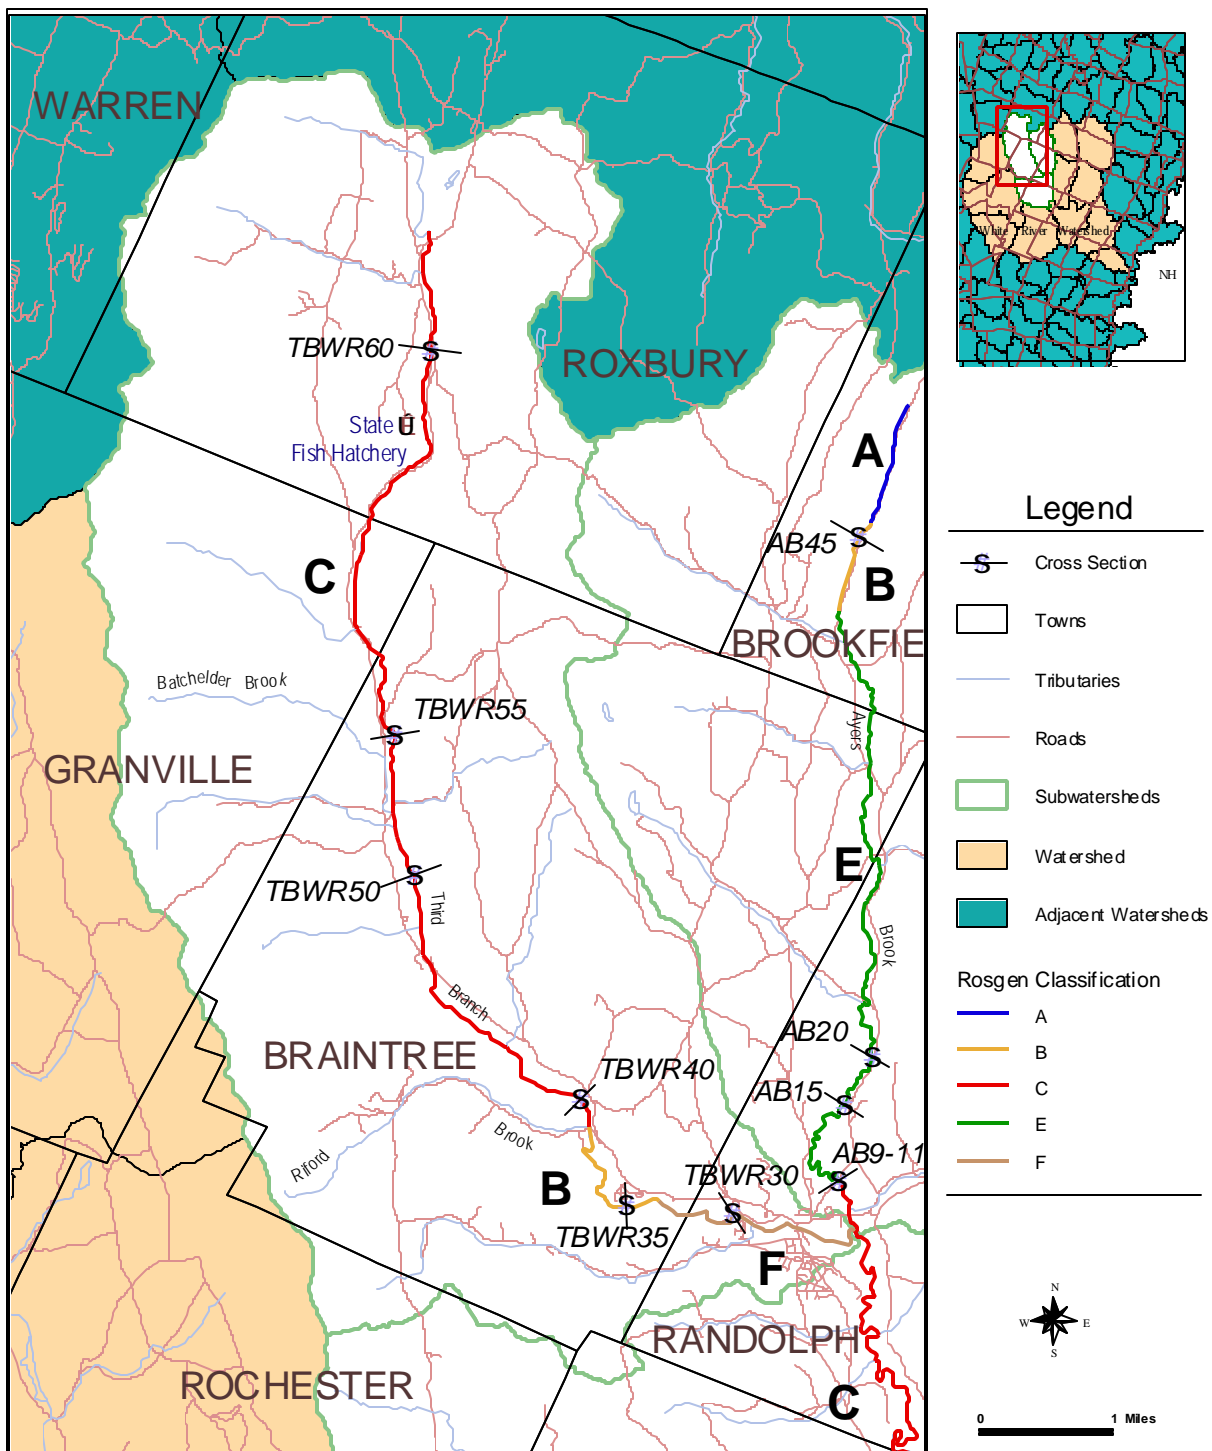 WARREN
ROXBURY
TBWR60
State
Fish Hatchery
A
AB45
C
B
BROOKFIE
Batchelder Brook
TBWR55
Ayers
GRANVILLE
E
TBWR50
Third
Brook
Branch
AB20
BRAINTREE
TBWR40
AB15
Brook
AB9-11
Riford
TBWR30
B
TBWR35
F
RANDOLPH
ROCHESTER
C
White River Watershed
NH
Legend
S Cross Section
Towns
Tributaries
Roads
Subwatersheds
Watershed
Adjacent Watersheds
Rosgen Classification
A
B
C
E
F
N
W E
S
0 1 Miles